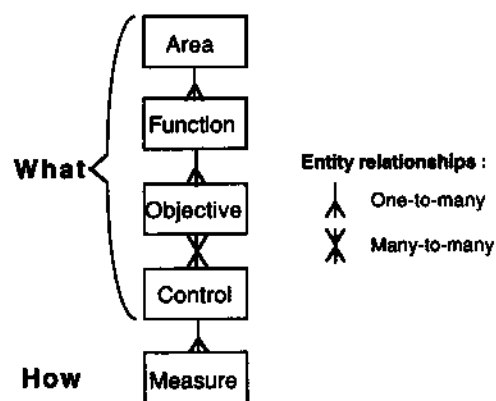 Area
Function
What
Objective
Control
How
Measure
Entity relationships :
One-to-many
Many-to-many